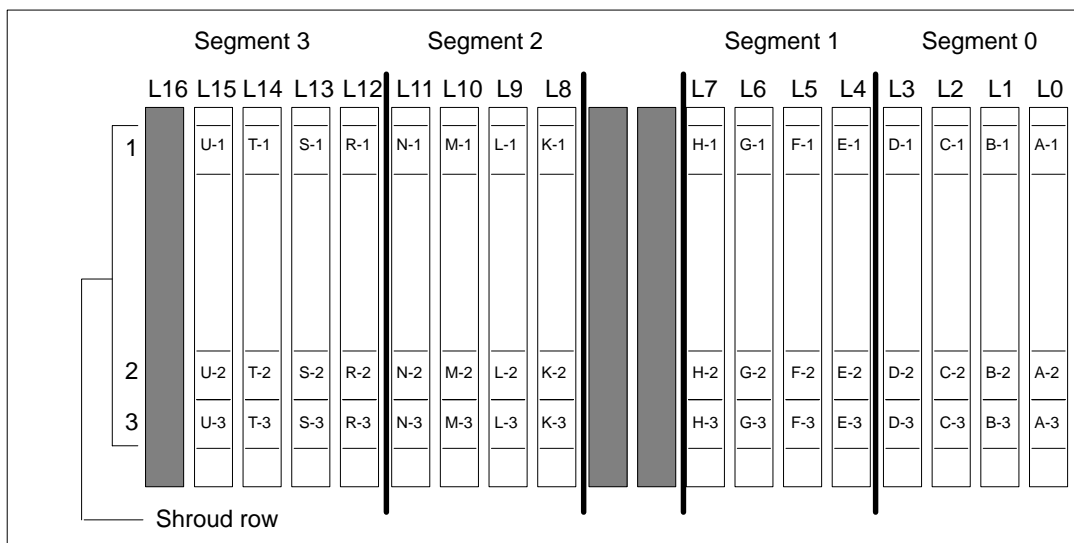 Segment 3 Segment 2 Segment 1 Segment 0
L16 L15 L14 L13 L12 L11 L10 L9 L8 L7 L6 L5 L4 L3 L2 L1 L0
1 U-1 T-1 S-1 R-1 N-1 M-1 L-1 K-1 H-1 G-1 F-1 E-1 D-1 C-1 B-1 A-1
2 U-2 T-2 S-2 R-2 N-2 M-2 L-2 K-2 H-2 G-2 F-2 E-2 D-2 C-2 B-2 A-2
3 U-3 T-3 S-3 R-3 N-3 M-3 L-3 K-3 H-3 G-3 F-3 E-3 D-3 C-3 B-3 A-3
Shroud row